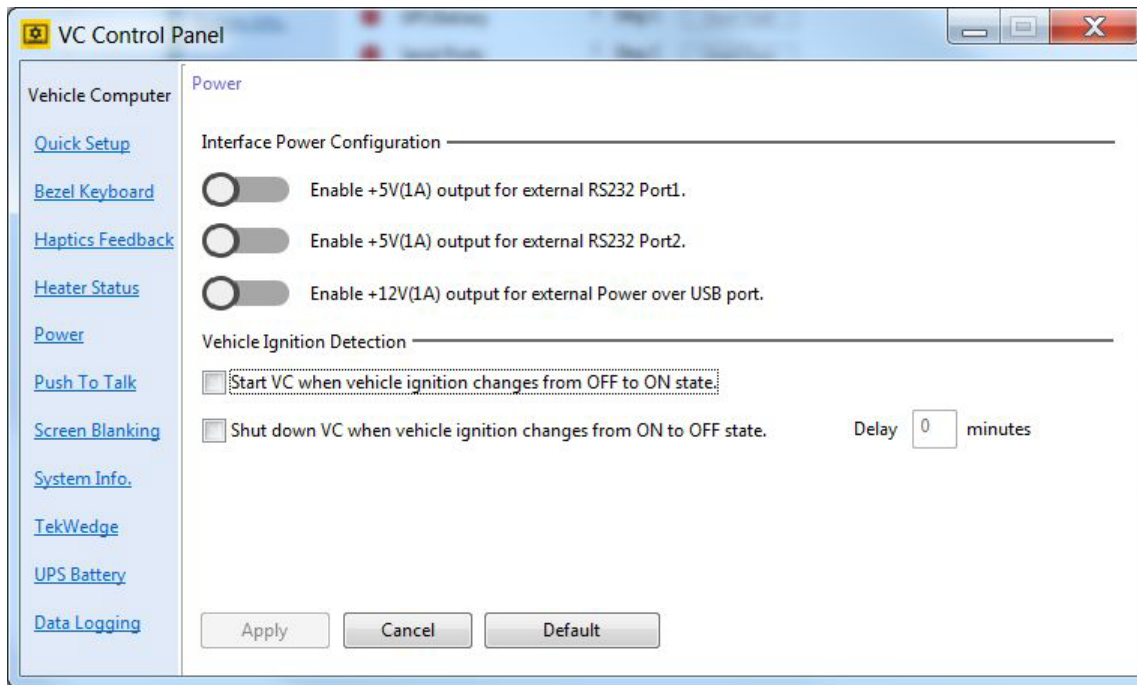 VC Control Panel
Vehicle Computer
Quick Setup
Bezel Keyboard
Haptics Feedback
Heater Status
Power
Push To Talk
Screen Blanking
System Info.
TekWedge
UPS Battery
Data Logging
Power
Interface Power Configuration
Enable +5V(1A) output for external RS232 Port1.
Enable +5V(1A) output for external RS232 Port2.
Enable +12V(1A) output for external Power over USB port.
Vehicle Ignition Detection
Start VC when vehicle ignition changes from OFF to ON state.
Shut down VC when vehicle ignition changes from ON to OFF state. Delay 0 minutes
Apply Cancel Default